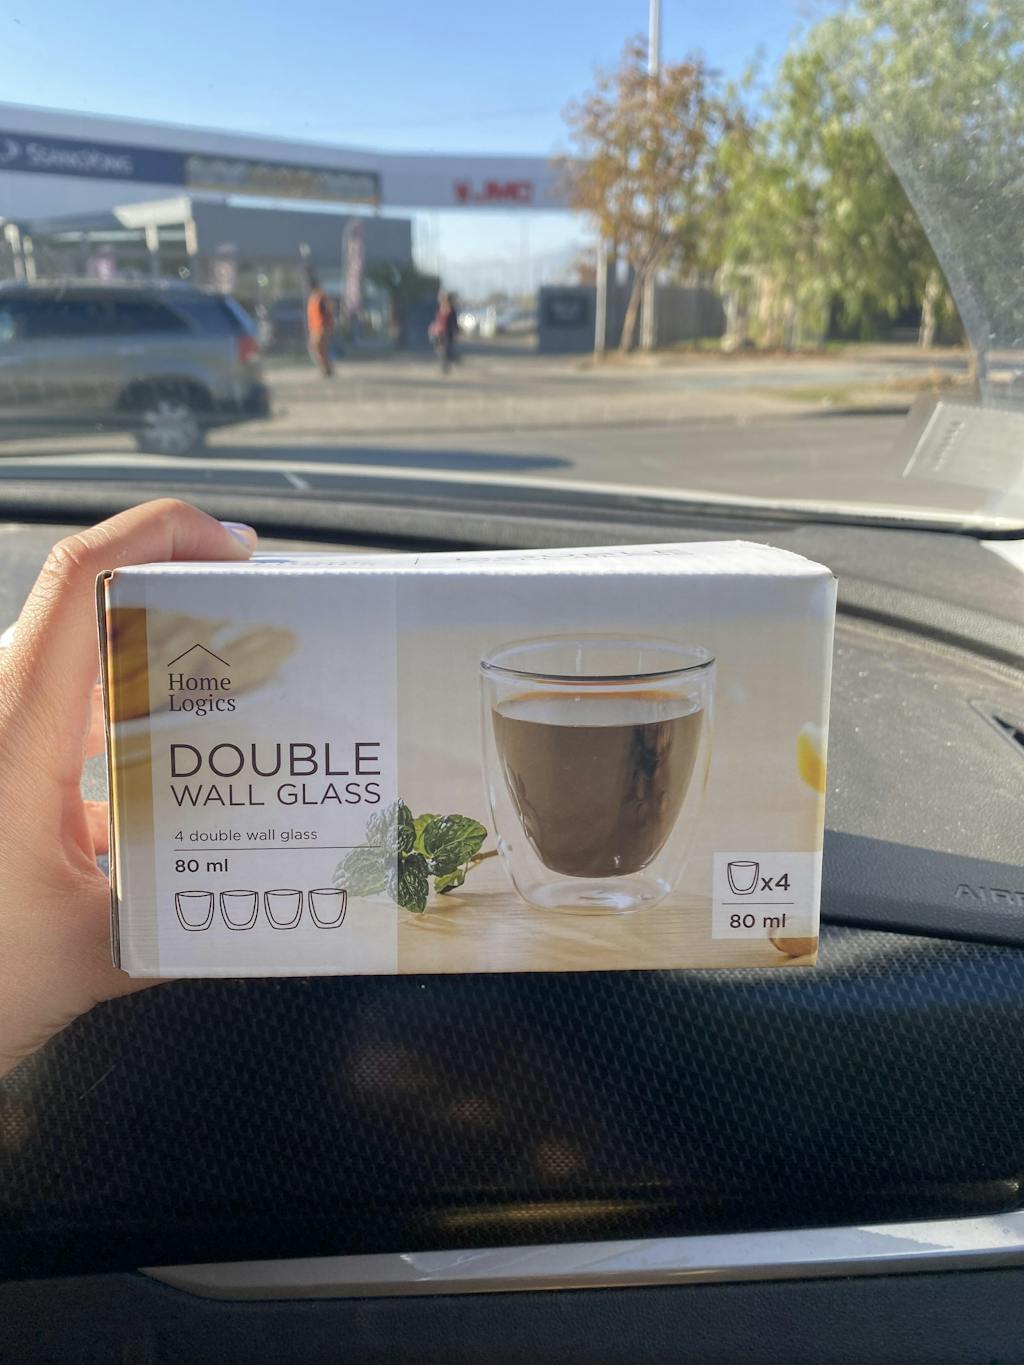 SSANGYONG
JMC
Home
Logics
DOUBLE
WALL GLASS
4 double wall glass
80 ml
x4
80 ml